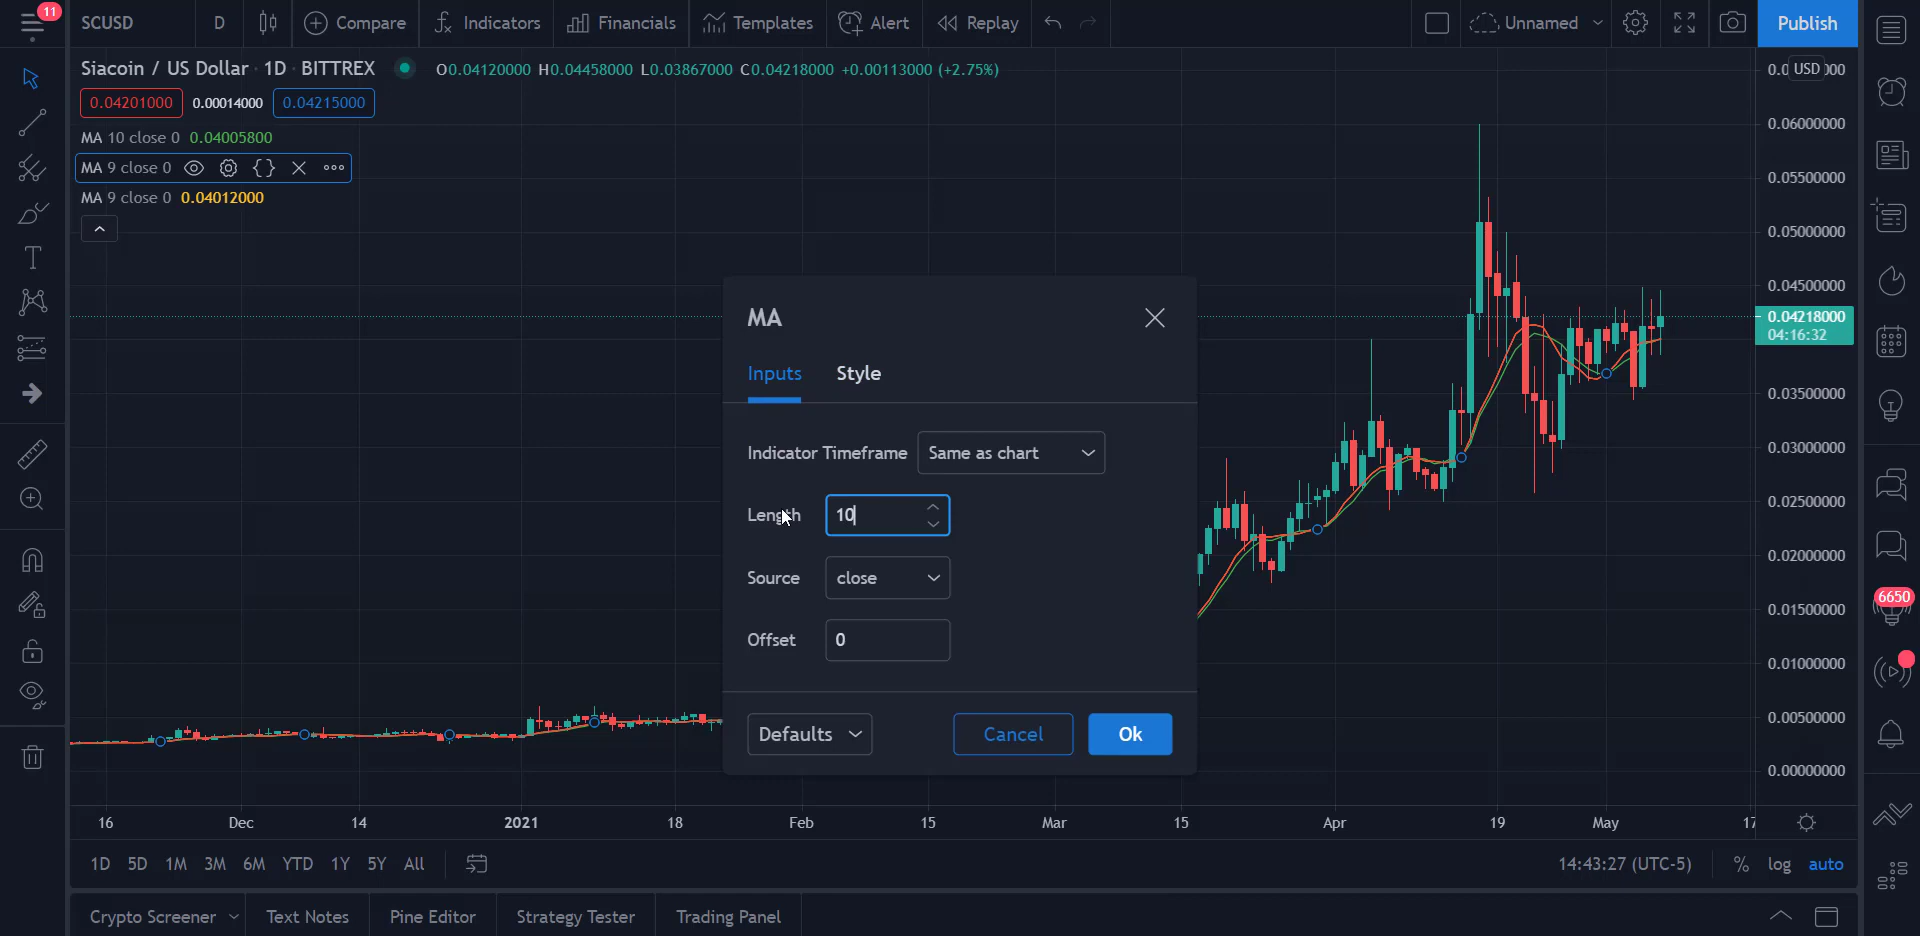 11
SCUSD
D
Compare
Indicators
Financials
Templates
Alert
Replay
Unnamed
Publish
Siacoin / US Dollar · 1D · BITTREX
O0.04120000 H0.04458000 L0.03867000 C0.04218000 +0.00113000 (+2.75%)
0.04201000 0.00014000 0.04215000
MA 10 close 0 0.04005800
MA 9 close 0
MA 9 close 0 0.04012000
USD
0.06000000
0.05500000
0.05000000
0.04500000
0.04218000
04:16:32
0.03500000
0.03000000
0.02500000
0.02000000
0.01500000
0.01000000
0.00500000
0.00000000
MA
Inputs
Style
Indicator Timeframe
Same as chart
Length
10
Source
close
Offset
0
Defaults
Cancel
Ok
6650
16
Dec
14
2021
18
Feb
15
Mar
15
Apr
19
May
17
1D 5D 1M 3M 6M YTD 1Y 5Y All
14:43:27 (UTC-5)
% log auto
Crypto Screener
Text Notes
Pine Editor
Strategy Tester
Trading Panel